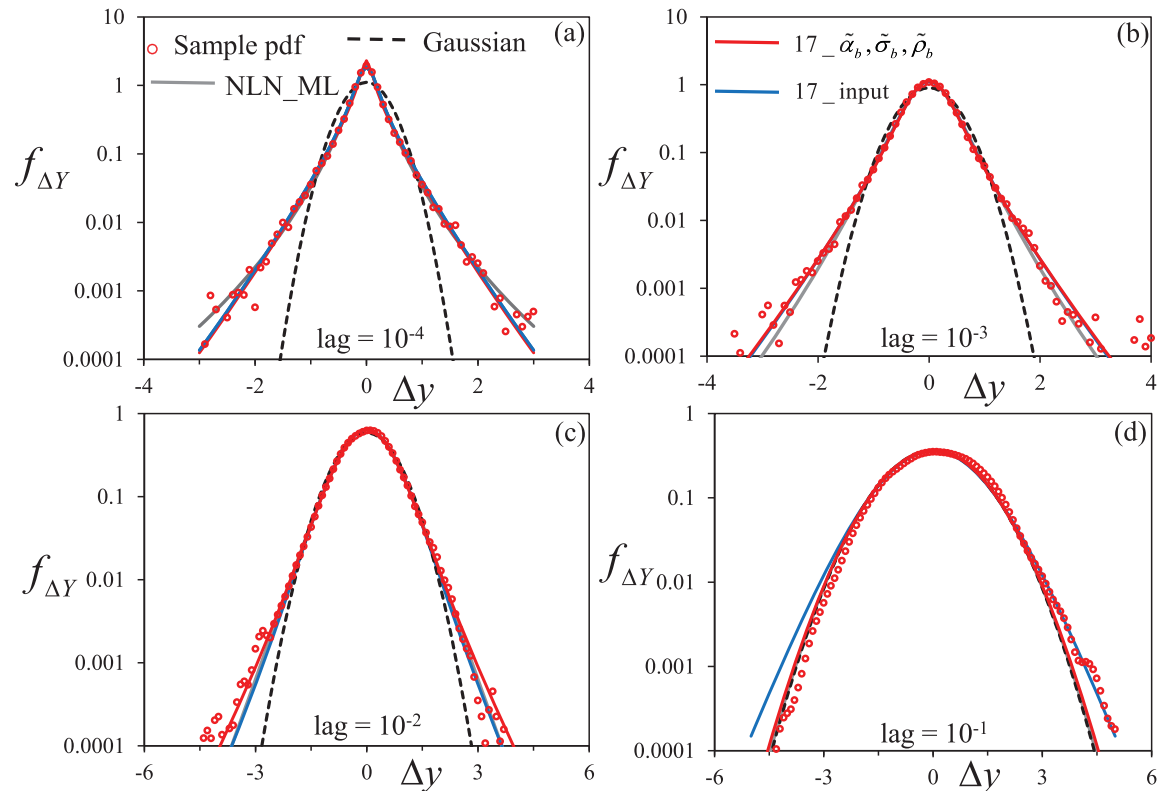 10 (a) 10 (b)
Sample pdf Gaussian 17_α̃_b, σ̃_b, ρ̃_b
1 NLN_ML 1 17_input
f_ΔY 0.1 f_ΔY 0.1
0.01 0.01
0.001 0.001
lag = 10^-4 lag = 10^-3
0.0001 0.0001
-4 -2 0 2 4 -4 -2 0 2 4
Δy Δy
1 (c) 1 (d)
0.1 0.1
f_ΔY 0.01 f_ΔY 0.01
0.001 0.001
lag = 10^-2 lag = 10^-1
0.0001 0.0001
-6 -3 0 3 6 -6 -3 0 3 6
Δy Δy